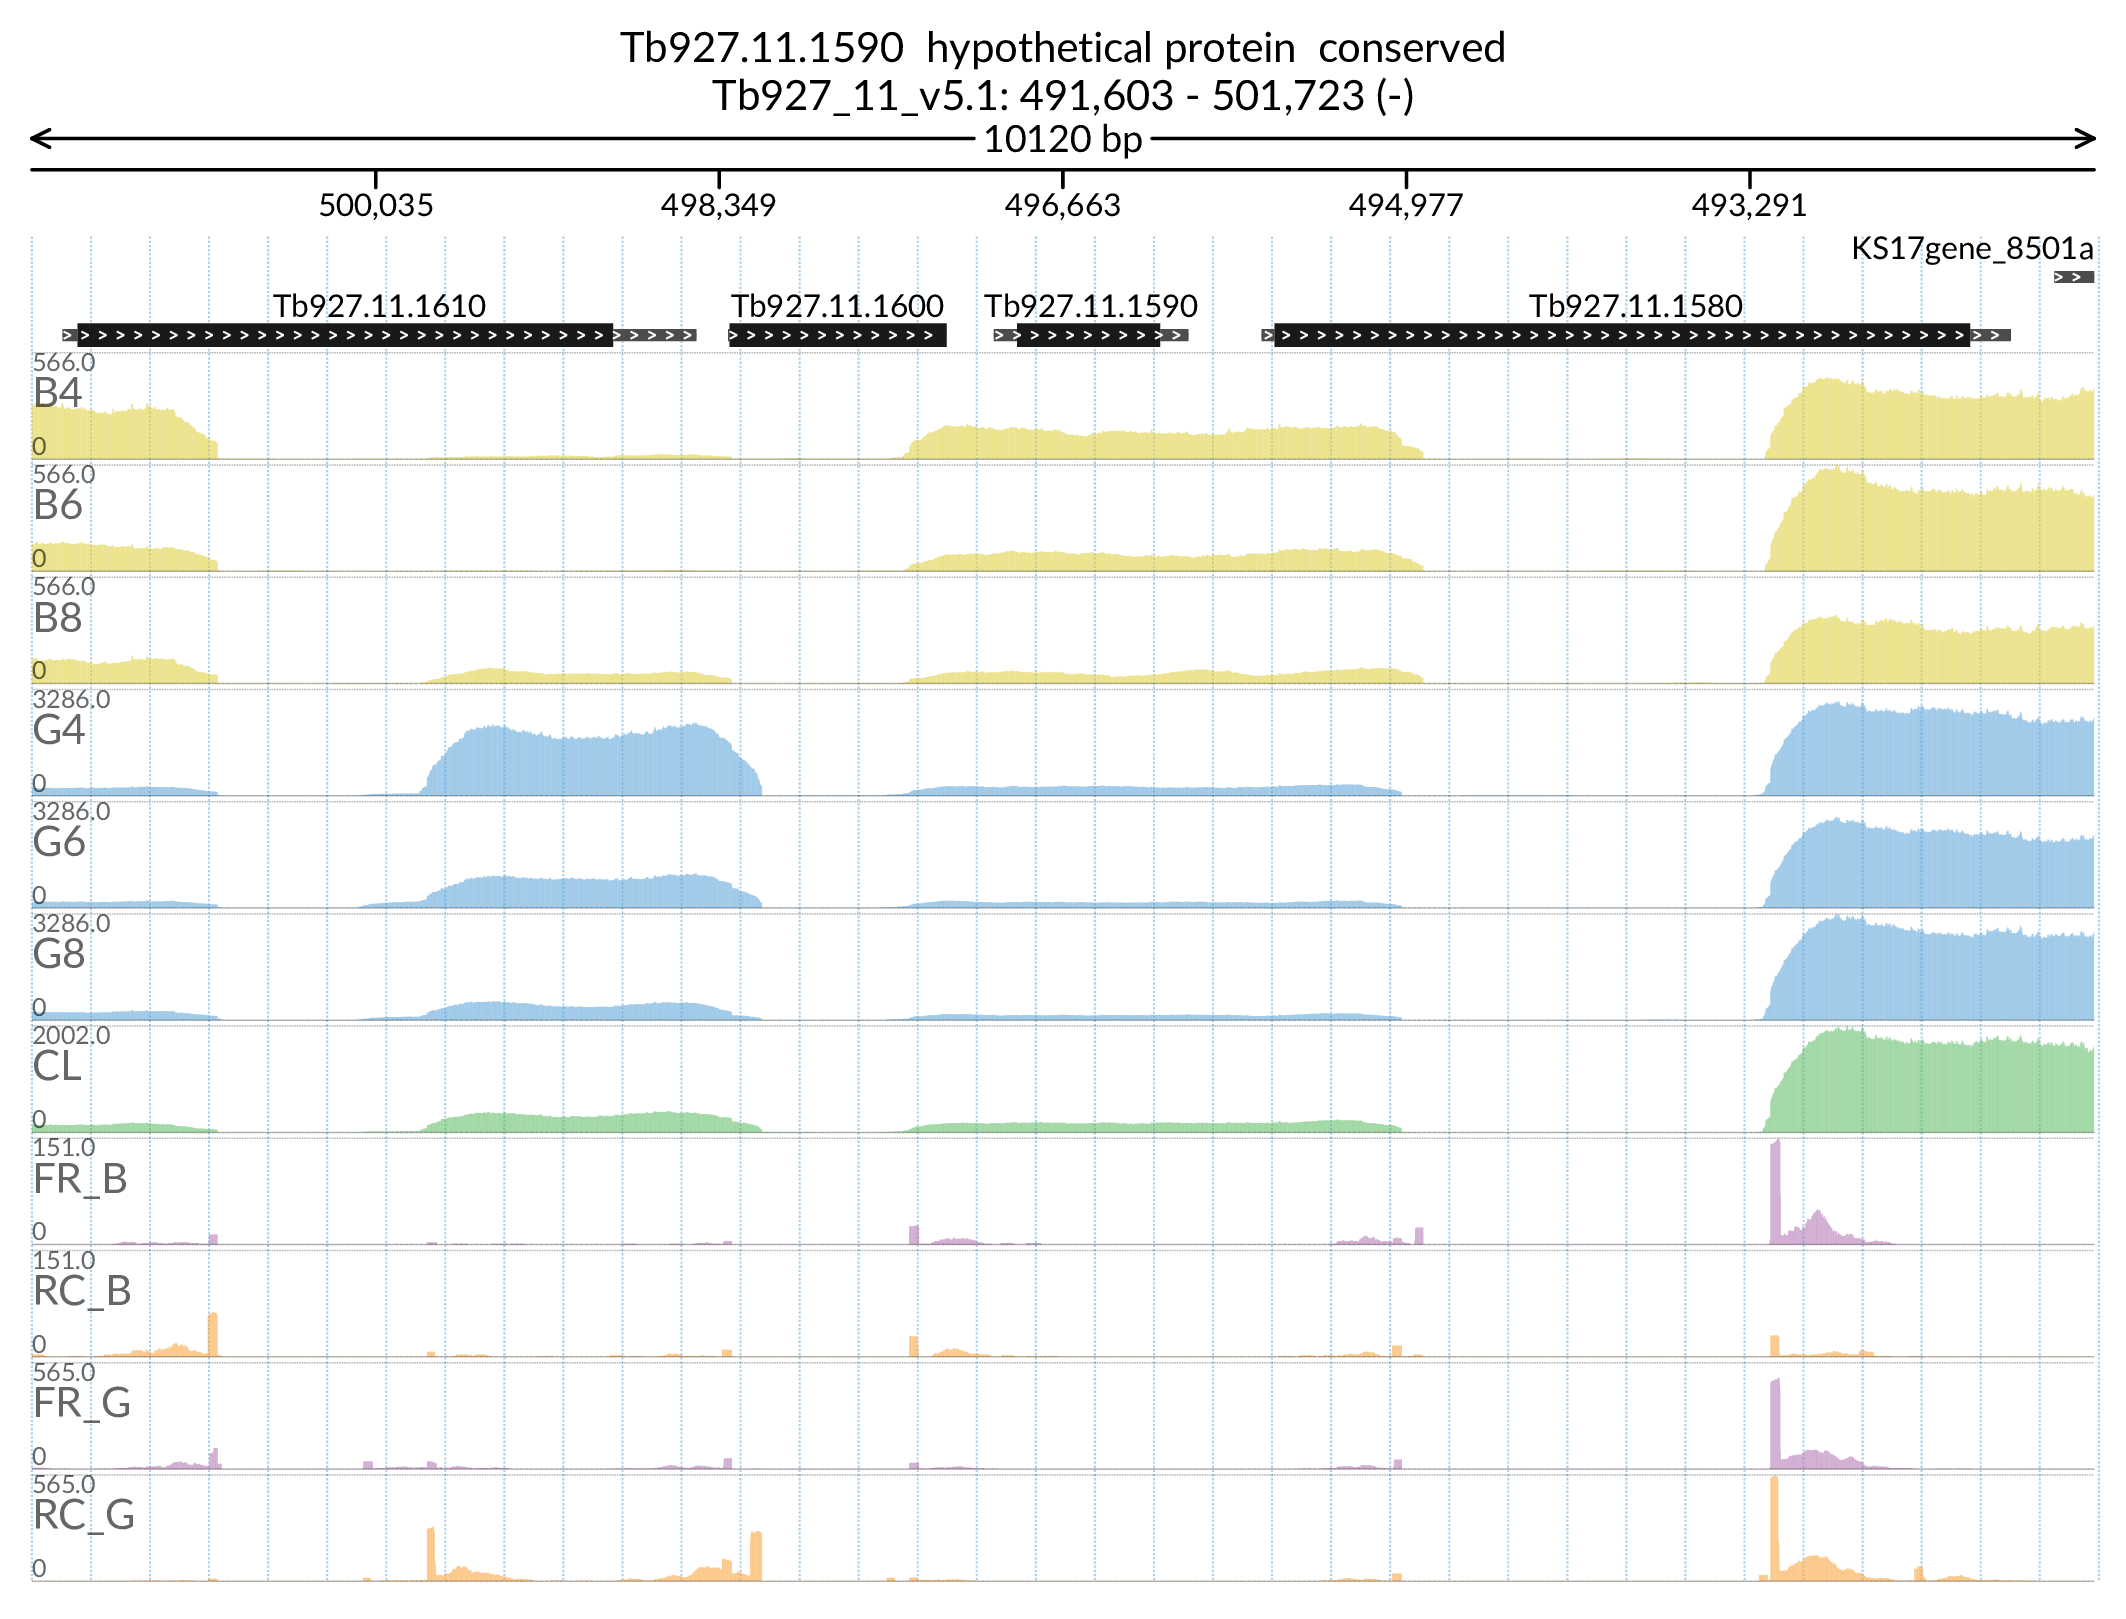 Tb927.11.1590  hypothetical protein  conserved
Tb927_11_v5.1: 491,603 - 501,723 (-)
10120 bp
500,035 498,349 496,663 494,977 493,291
KS17gene_8501a
Tb927.11.1610 Tb927.11.1600 Tb927.11.1590 Tb927.11.1580
566.0
B4
0
566.0
B6
0
566.0
B8
0
3286.0
G4
0
3286.0
G6
0
3286.0
G8
0
2002.0
CL
0
151.0
FR_B
0
151.0
RC_B
0
565.0
FR_G
0
565.0
RC_G
0